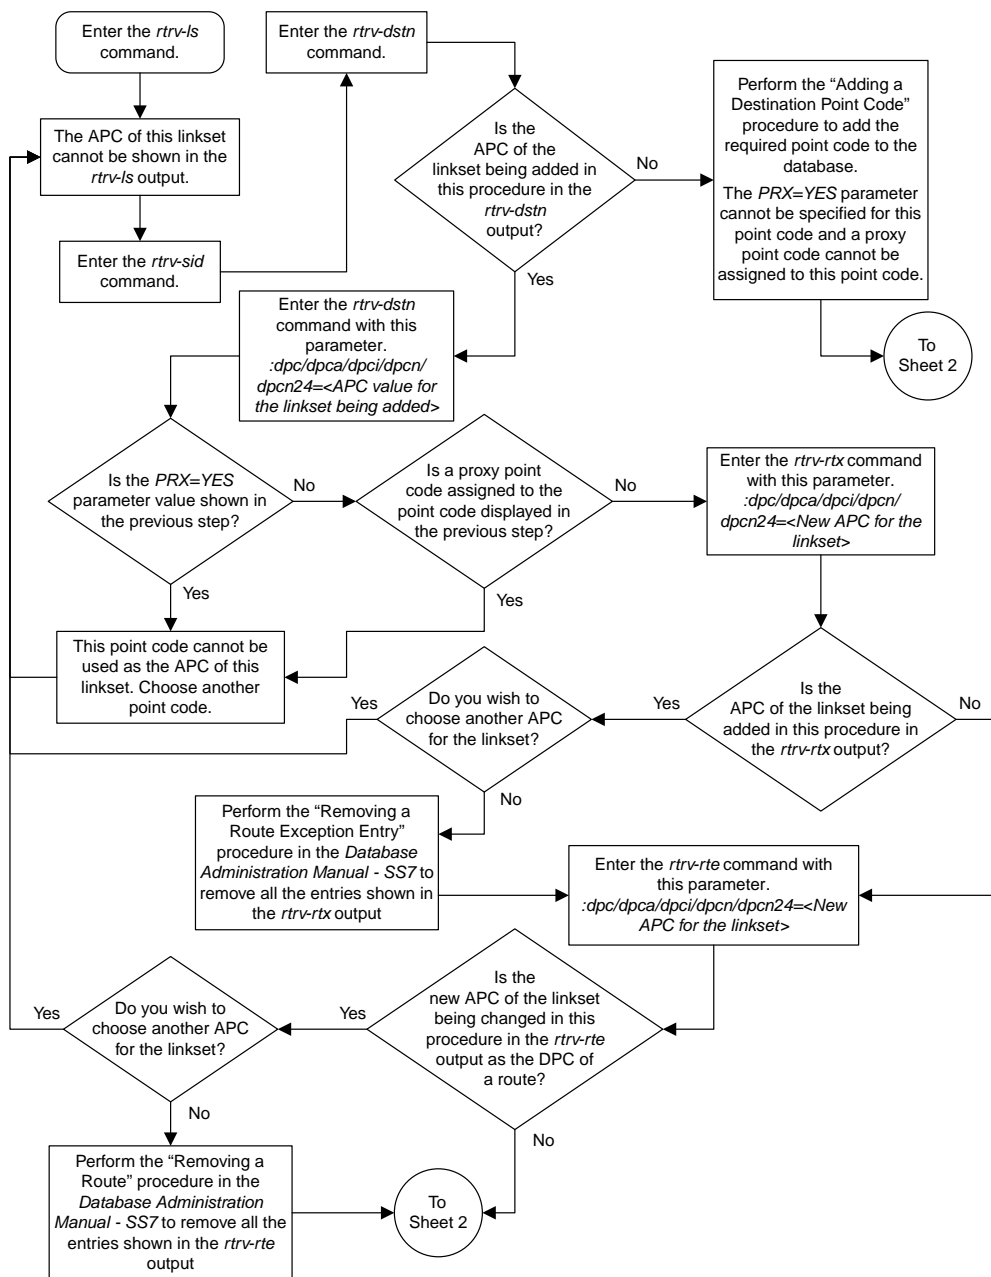 Enter the rtrv-ls
command.
The APC of this linkset
cannot be shown in the
rtrv-ls output.
Enter the rtrv-sid
command.
Enter the rtrv-dstn
command.
Is the
APC of the
linkset being added in
this procedure in the
rtrv-dstn
output?
No
Yes
Perform the “Adding a
Destination Point Code”
procedure to add the
required point code to the
database.
The PRX=YES parameter
cannot be specified for this
point code and a proxy
point code cannot be
assigned to this point code.
To
Sheet 2
Enter the rtrv-dstn
command with this
parameter.
:dpc/dpca/dpci/dpcn/
dpcn24=<APC value for
the linkset being added>
Is the PRX=YES
parameter value shown in
the previous step?
No
Yes
Is a proxy point
code assigned to the
point code displayed in
the previous step?
No
Yes
Enter the rtrv-rtx command
with this parameter.
:dpc/dpca/dpci/dpcn/
dpcn24=<New APC for the
linkset>
This point code cannot be
used as the APC of this
linkset. Choose another
point code.
Is the
APC of the linkset being
added in this procedure in
the rtrv-rtx output?
Yes
No
Do you wish to
choose another APC
for the linkset?
Yes
No
Perform the “Removing a
Route Exception Entry”
procedure in the Database
Administration Manual - SS7 to
remove all the entries shown in
the rtrv-rtx output
Enter the rtrv-rte command with
this parameter.
:dpc/dpca/dpci/dpcn/dpcn24=<New
APC for the linkset>
Is the
new APC of the linkset
being changed in this
procedure in the rtrv-rte
output as the DPC of
a route?
Yes
No
Do you wish to
choose another APC
for the linkset?
Yes
No
Perform the “Removing a
Route” procedure in the
Database Administration
Manual - SS7 to remove all the
entries shown in the rtrv-rte
output
To
Sheet 2